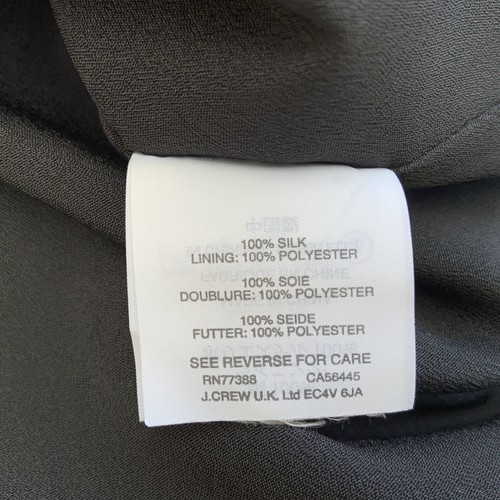 100% SILK
LINING: 100% POLYESTER
100% SOIE
DOUBLURE: 100% POLYESTER
100% SEIDE
FUTTER: 100% POLYESTER
SEE REVERSE FOR CARE
RN77388 CA56445
J.CREW U.K. Ltd EC4V 6JA